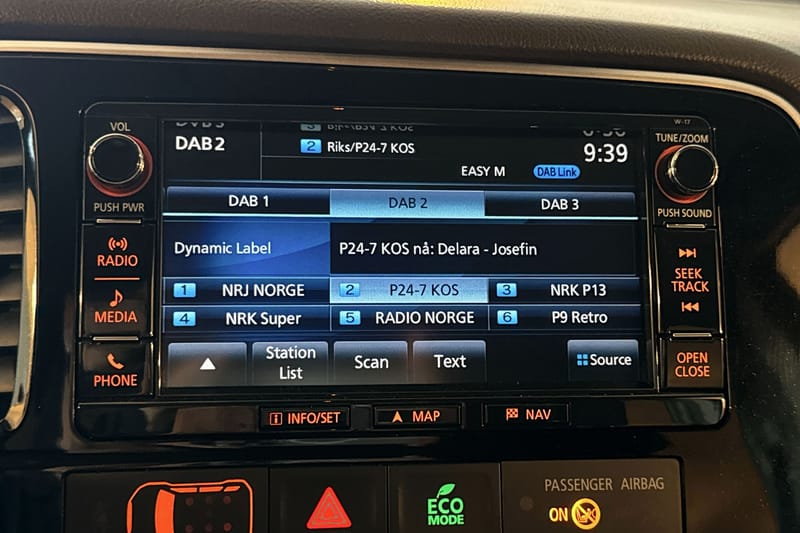 W-17
VOL
PUSH PWR
RADIO
MEDIA
PHONE
DAB2
2 Riks/P24-7 KOS
9:39
EASY M
DAB Link
DAB 1
DAB 2
DAB 3
Dynamic Label
P24-7 KOS nå: Delara - Josefin
1 NRJ NORGE
2 P24-7 KOS
3 NRK P13
4 NRK Super
5 RADIO NORGE
6 P9 Retro
Station
List
Scan
Text
Source
TUNE/ZOOM
PUSH SOUND
SEEK
TRACK
OPEN
CLOSE
INFO/SET
MAP
NAV
ECO
MODE
PASSENGER AIRBAG
ON